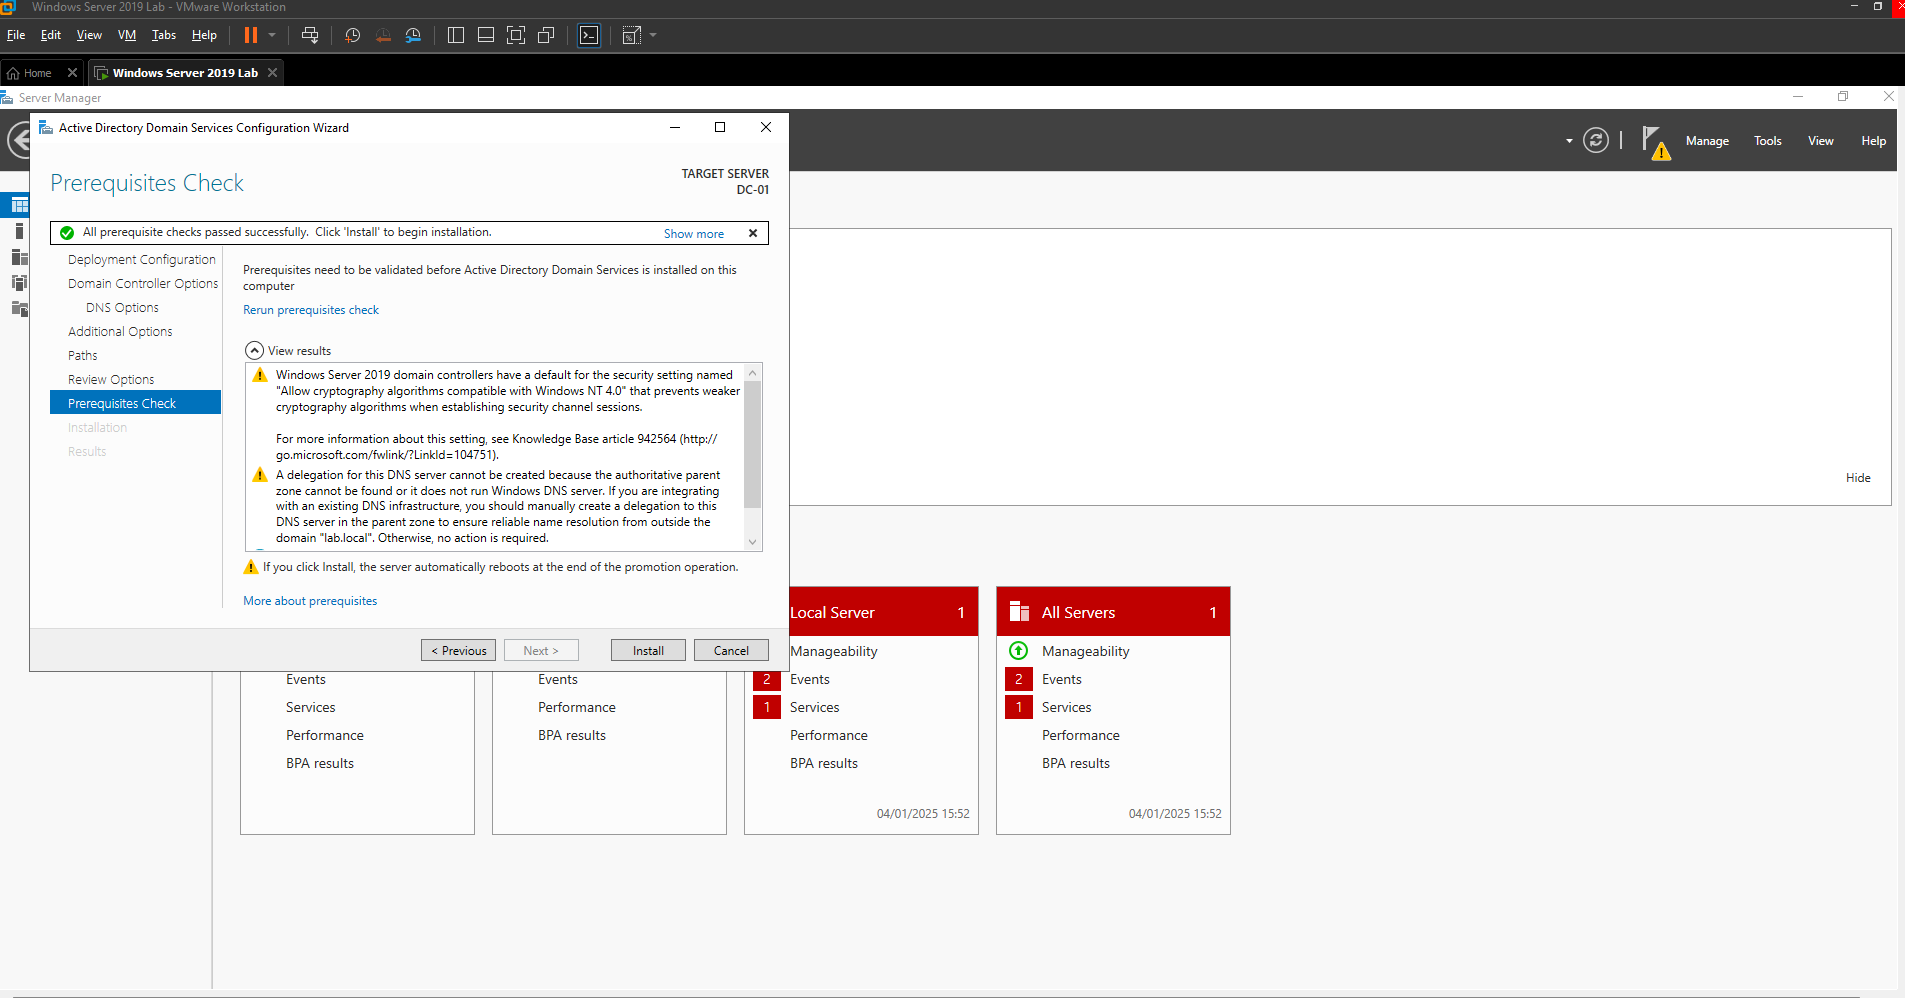 Windows Server 2019 Lab - VMware Workstation
File Edit View VM Tabs Help
Home Windows Server 2019 Lab
Server Manager
Manage Tools View Help
Active Directory Domain Services Configuration Wizard
Prerequisites Check
TARGET SERVER
DC-01
All prerequisite checks passed successfully. Click 'Install' to begin installation. Show more
Deployment Configuration
Domain Controller Options
DNS Options
Additional Options
Paths
Review Options
Prerequisites Check
Installation
Results
Prerequisites need to be validated before Active Directory Domain Services is installed on this
computer
Rerun prerequisites check
View results
Windows Server 2019 domain controllers have a default for the security setting named
"Allow cryptography algorithms compatible with Windows NT 4.0" that prevents weaker
cryptography algorithms when establishing security channel sessions.
For more information about this setting, see Knowledge Base article 942564 (http://
go.microsoft.com/fwlink/?LinkId=104751).
A delegation for this DNS server cannot be created because the authoritative parent
zone cannot be found or it does not run Windows DNS server. If you are integrating
with an existing DNS infrastructure, you should manually create a delegation to this
DNS server in the parent zone to ensure reliable name resolution from outside the
domain "lab.local". Otherwise, no action is required.
If you click Install, the server automatically reboots at the end of the promotion operation.
More about prerequisites
< Previous Next > Install Cancel
Hide
Events
Services
Performance
BPA results
Events
Performance
BPA results
Local Server 1
Manageability
2 Events
1 Services
Performance
BPA results
04/01/2025 15:52
All Servers 1
Manageability
2 Events
1 Services
Performance
BPA results
04/01/2025 15:52